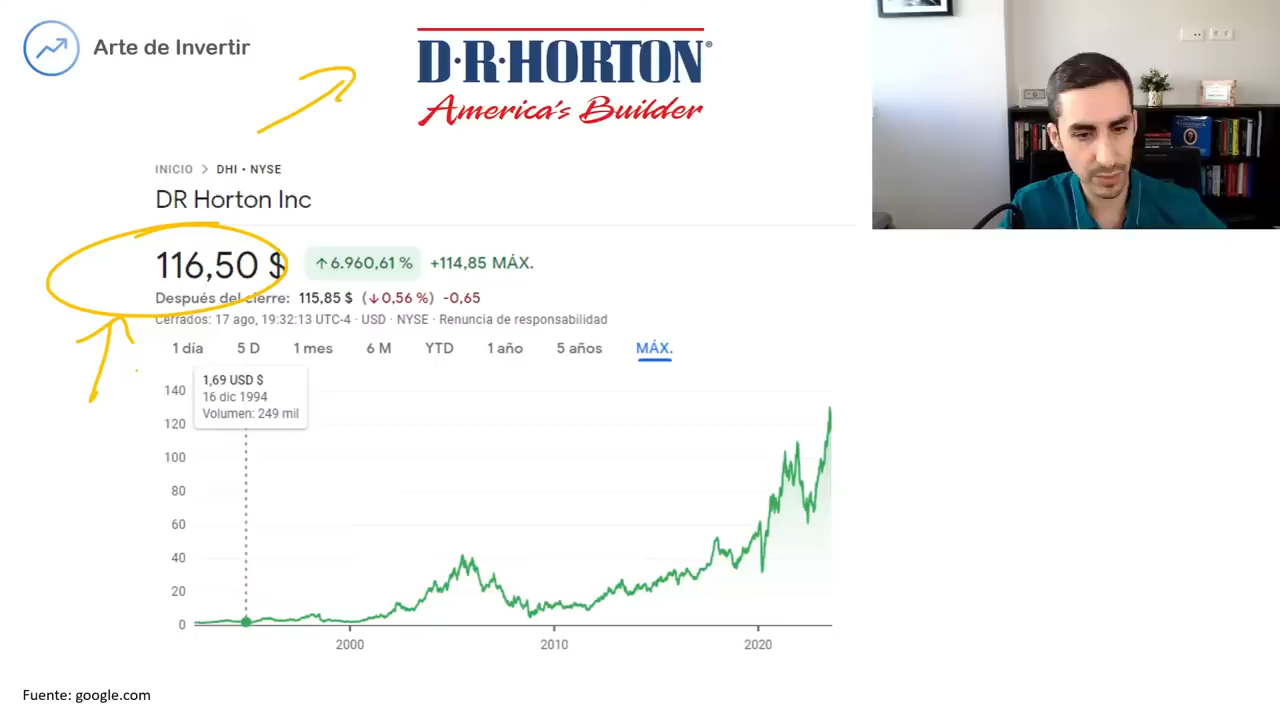 Arte de Invertir
D·R·HORTON®
America's Builder
INICIO > DHI • NYSE
DR Horton Inc
116,50 $ ↑ 6.960,61 % +114,85 MÁX.
Después del cierre: 115,85 $ (↓0,56 %) -0,65
Cerrados: 17 ago, 19:32:13 UTC-4 · USD · NYSE · Renuncia de responsabilidad
1 día 5 D 1 mes 6 M YTD 1 año 5 años MÁX.
1,69 USD $
16 dic 1994
Volumen: 249 mil
140
120
100
80
60
40
20
0
2000 2010 2020
Fuente: google.com